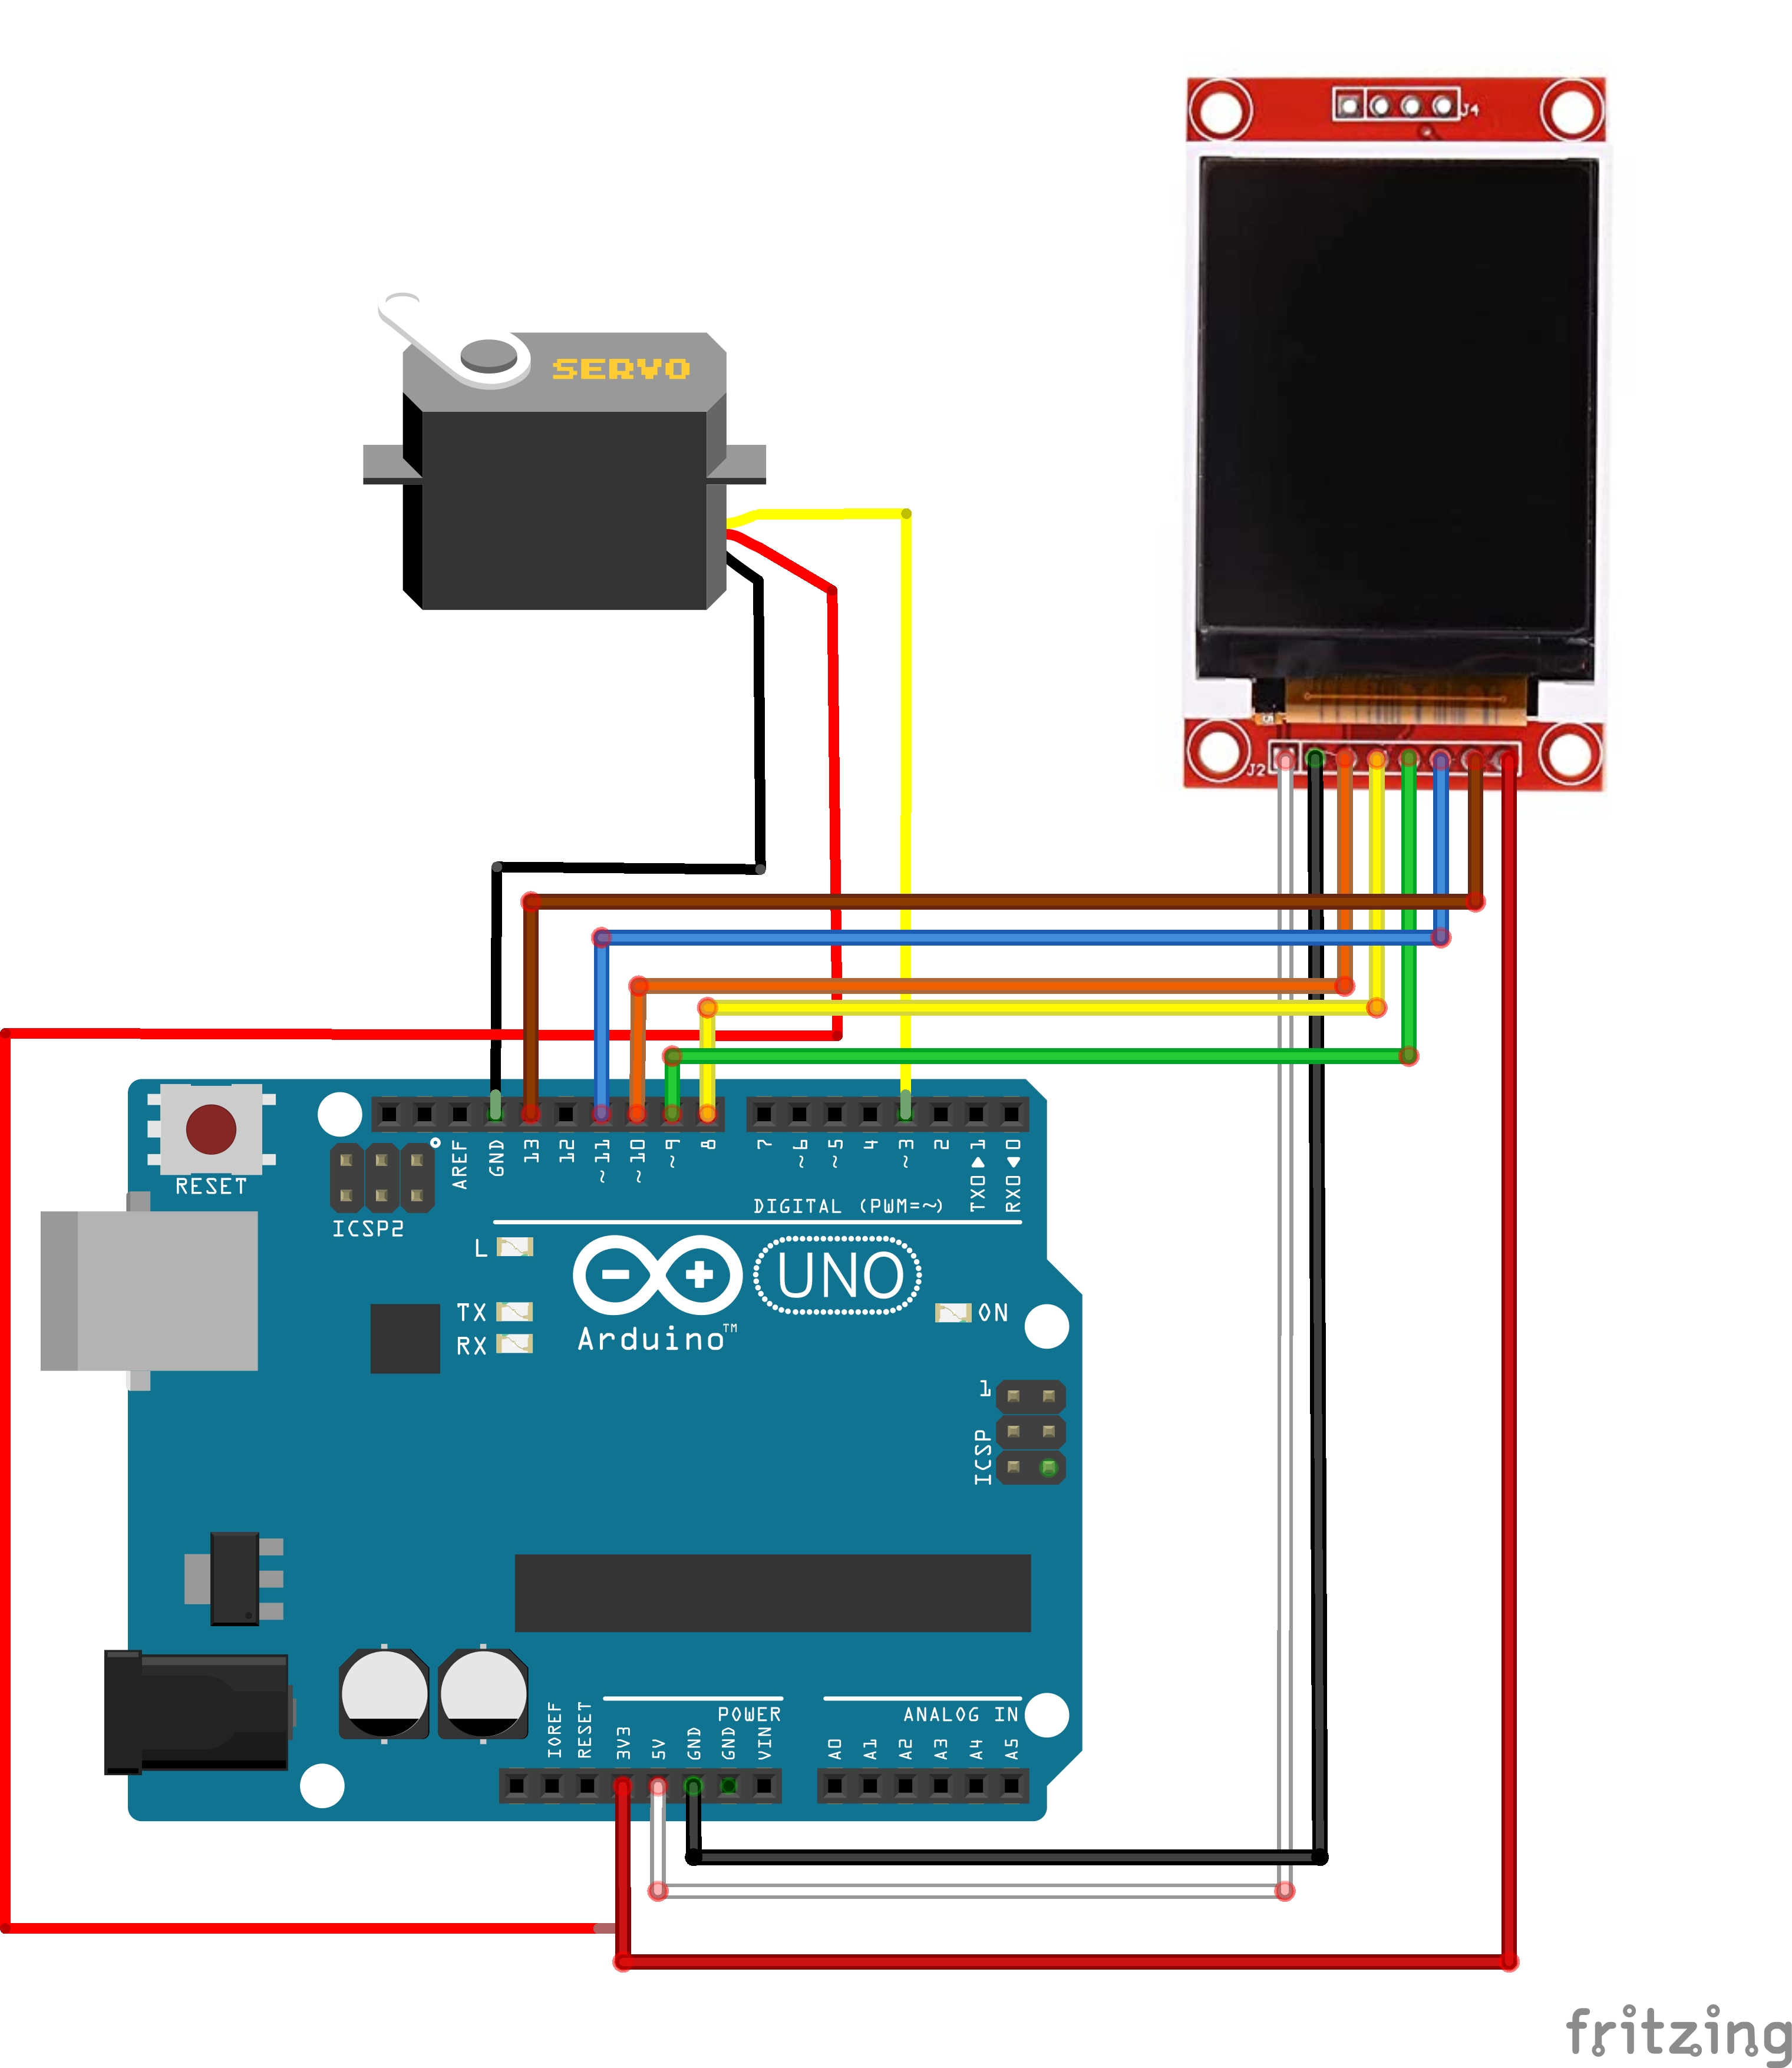 J4
SERVO
J2
RESET
ICSP2
AREF
GND
13
12
~11
~10
~9
8
7
~6
~5
4
~3
2
TX0▶1
RX0◀0
DIGITAL (PWM=~)
L
TX
RX
UNO
ON
Arduino™
1
ICSP
IOREF
RESET
3V3
5V
GND
GND
VIN
POWER
ANALOG IN
A0
A1
A2
A3
A4
A5
fritzing